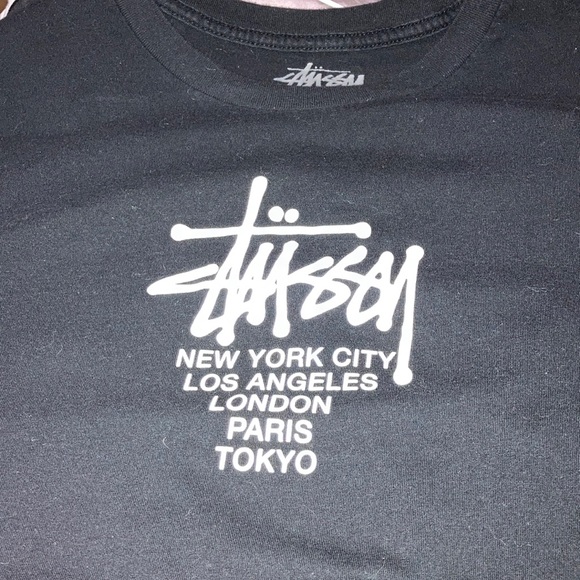 Stüssy
Stüssy
NEW YORK CITY
LOS ANGELES
LONDON
PARIS
TOKYO